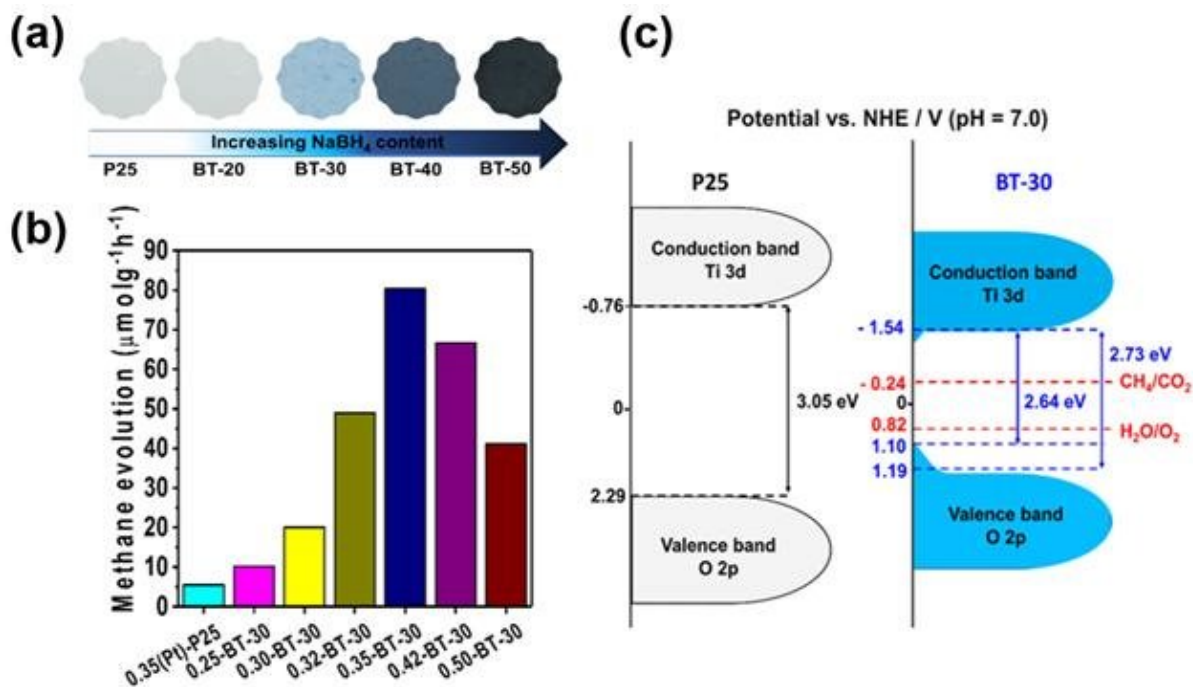 (a)
Increasing NaBH₄ content
P25 BT-20 BT-30 BT-40 BT-50
(b)
Methane evolution (μmolg⁻¹h⁻¹)
90
80
70
60
50
40
30
20
10
0
0.35(Pt)-P25
0.25-BT-30
0.30-BT-30
0.32-BT-30
0.35-BT-30
0.42-BT-30
0.50-BT-30
(c)
Potential vs. NHE / V (pH = 7.0)
P25
Conduction band
Ti 3d
-0.76
0
3.05 eV
2.29
Valence band
O 2p
BT-30
Conduction band
Ti 3d
- 1.54
2.73 eV
- 0.24
CH₄/CO₂
0
2.64 eV
0.82
H₂O/O₂
1.10
1.19
Valence band
O 2p